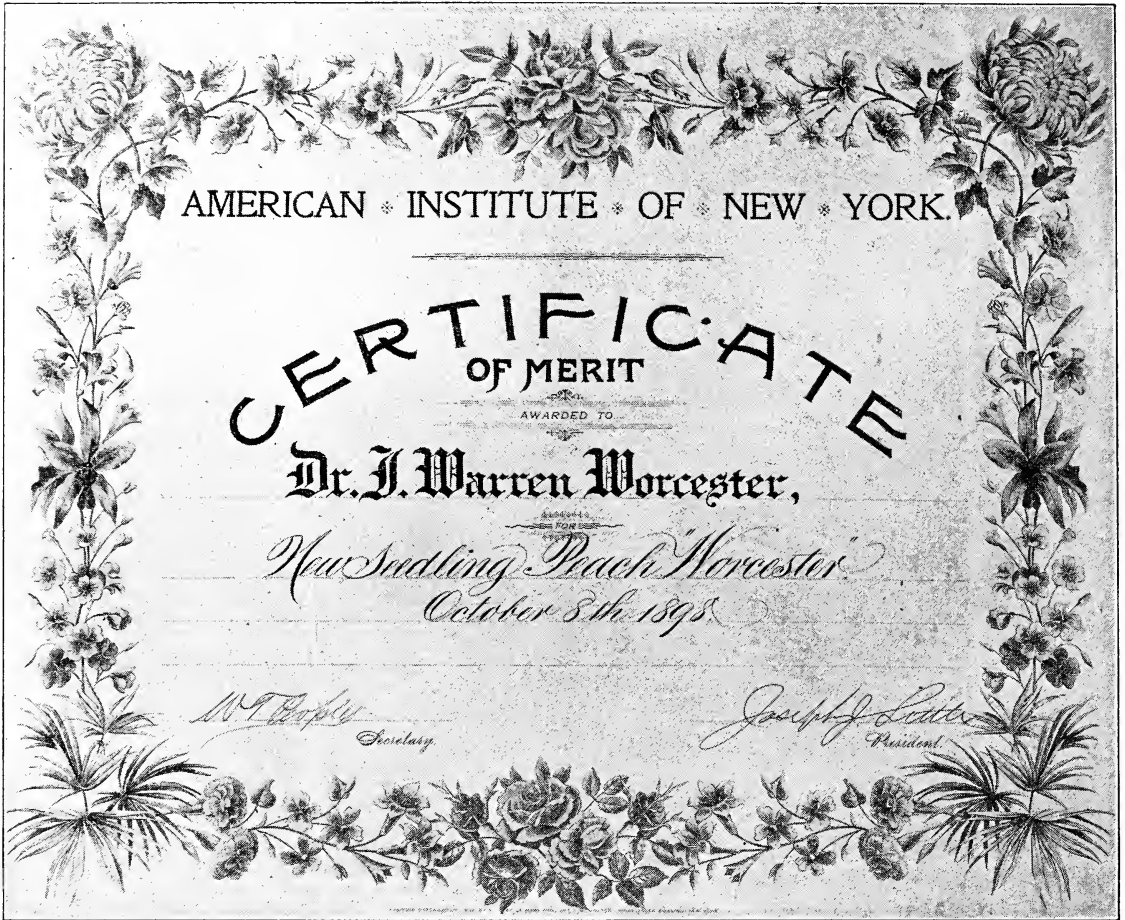 AMERICAN INSTITUTE OF NEW YORK.
CERTIFICATE
OF MERIT
AWARDED TO
Dr. J. Warren Worcester,
FOR
New Seedling Peach "Worcester"
October 8th 1898.
Joseph J.
Secretary.
President.